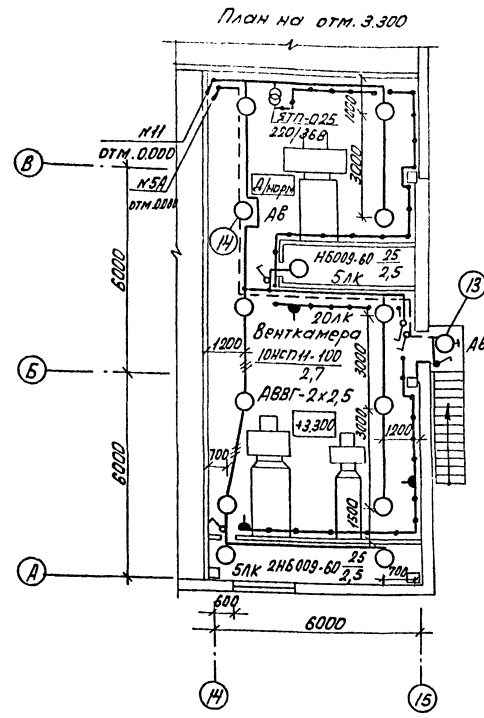 План на отм. 3.300
ЯТП-0.25
220/36В
1000
3000
N11
ОТМ. 0.000
N5А
ОТМ. 0.000
В
А/норм
АВ
14
НБ009-60 25/2,5
5ЛК
13
АВ
6000
20ЛК
Венткамера
1200
10НСП11-100
2,7
3000
Б
АВВГ-2х2,5
+3,300
3000
1200
700
6000
1500
А
5ЛК 2НБ009-60 25/2,5
700
600
6000
14
15